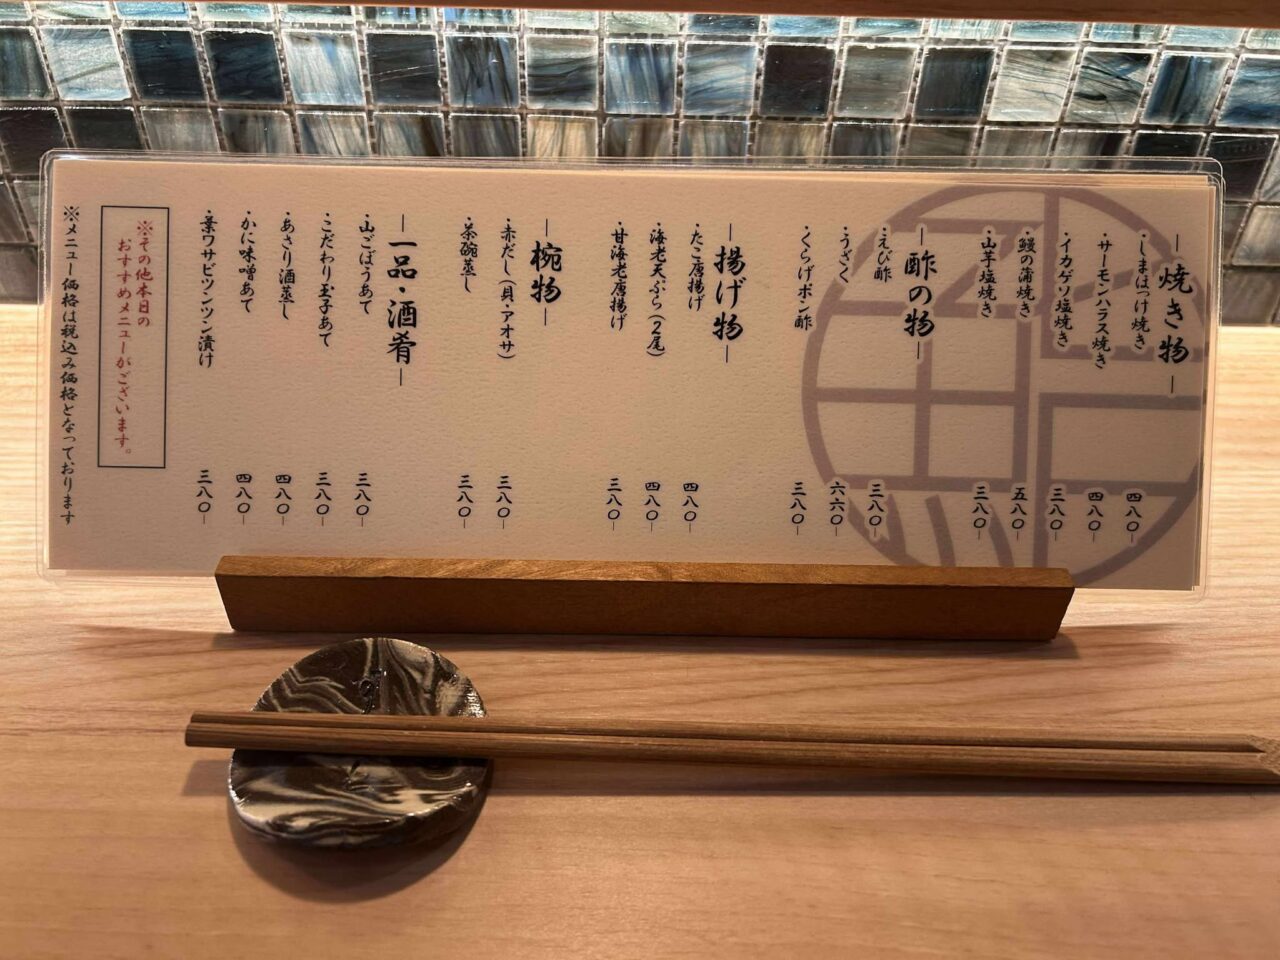 ―焼き物―
・しまほっけ焼き 四八〇―
・サーモンハラス焼き 四八〇―
・イカゲソ塩焼き 三八〇―
・鰻の蒲焼き 五八〇―
・山芋塩焼き 三八〇―
―酢の物―
・えび酢 三八〇―
・うざく 六六〇―
・くらげポン酢 三八〇―
―揚げ物―
・たこ唐揚げ 四八〇―
・海老天ぷら(2尾) 四八〇―
・甘海老唐揚げ 三八〇―
―椀物―
・赤だし(貝・アオサ) 三八〇―
・茶碗蒸し 三八〇―
―一品・酒肴―
・山ごぼうあて 三八〇―
・こだわり玉子あて 三八〇―
・あさり酒蒸し 四八〇―
・かに味噌あて 四八〇―
・葉ワサビツンツン漬け 三八〇―
※その他本日の
おすすめメニューがございます。
※メニュー価格は税込み価格となっております